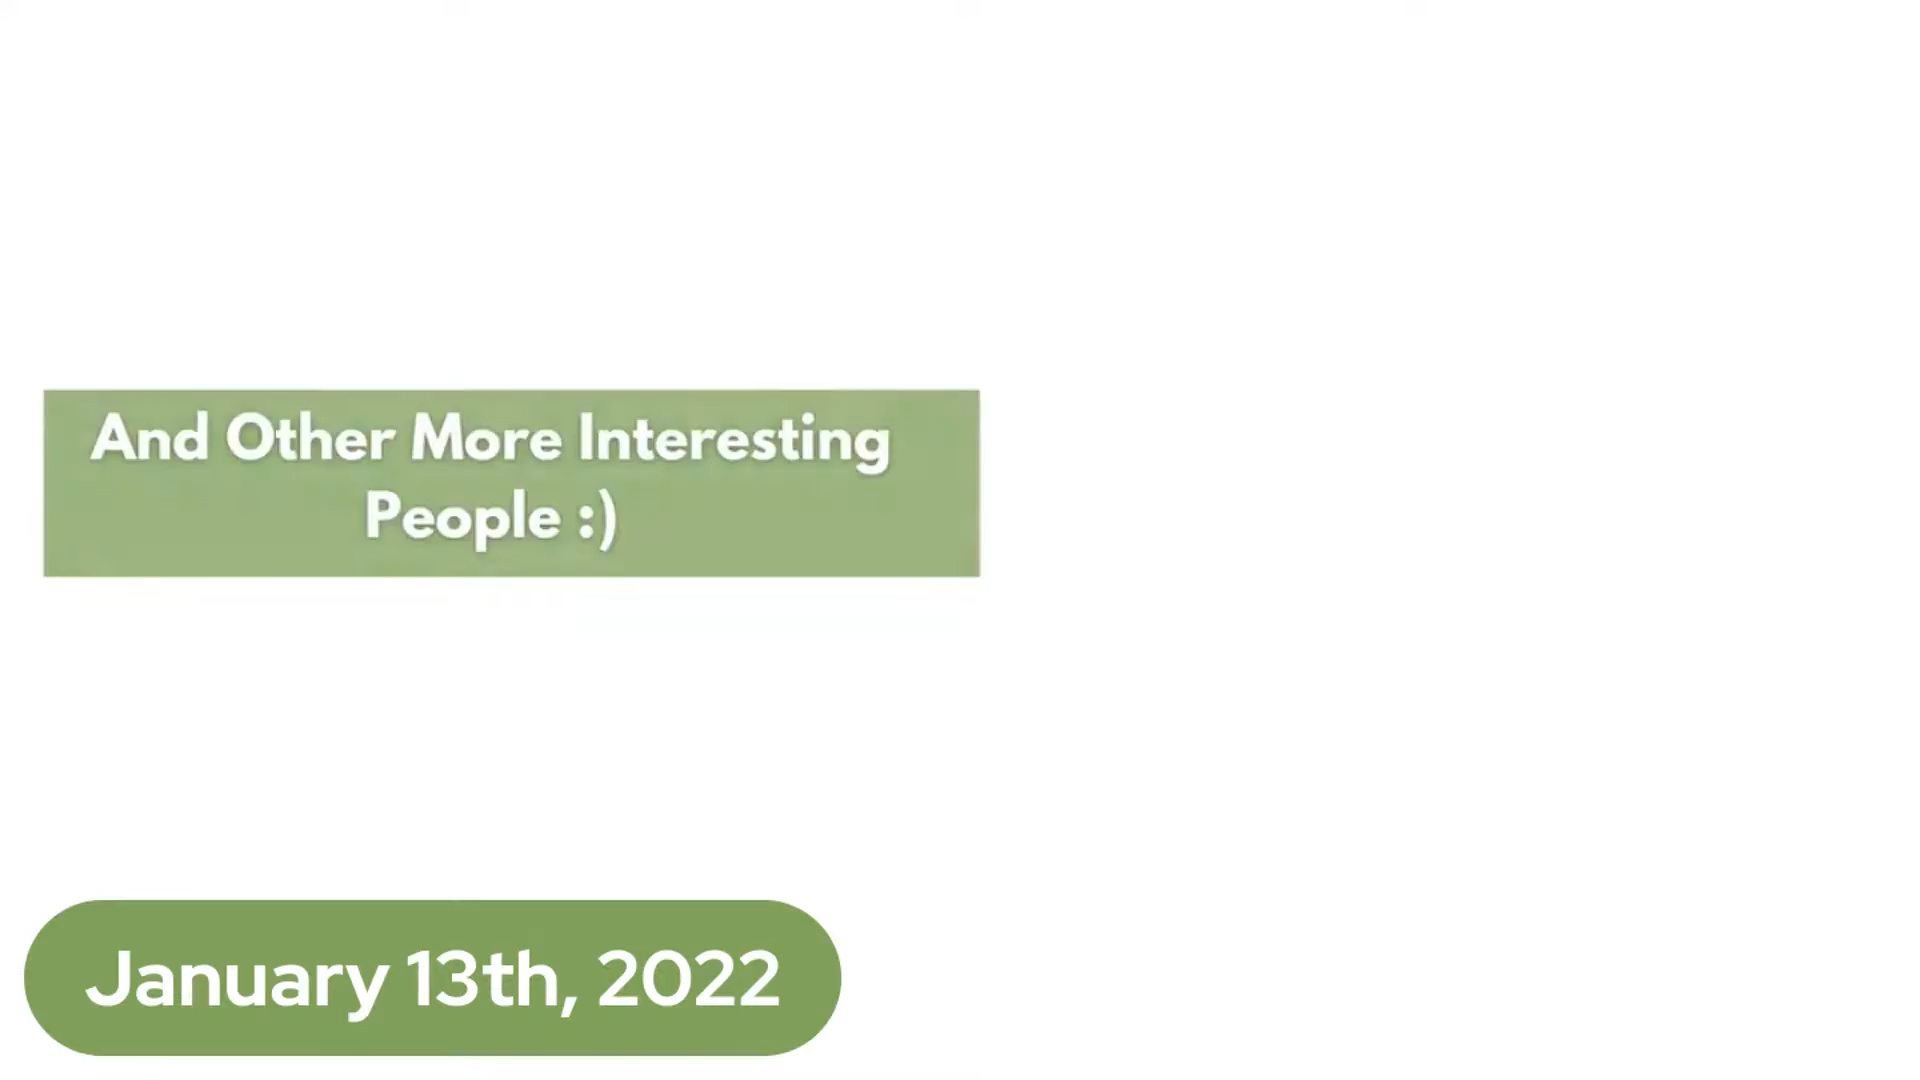 And Other More Interesting
People :)
January 13th, 2022